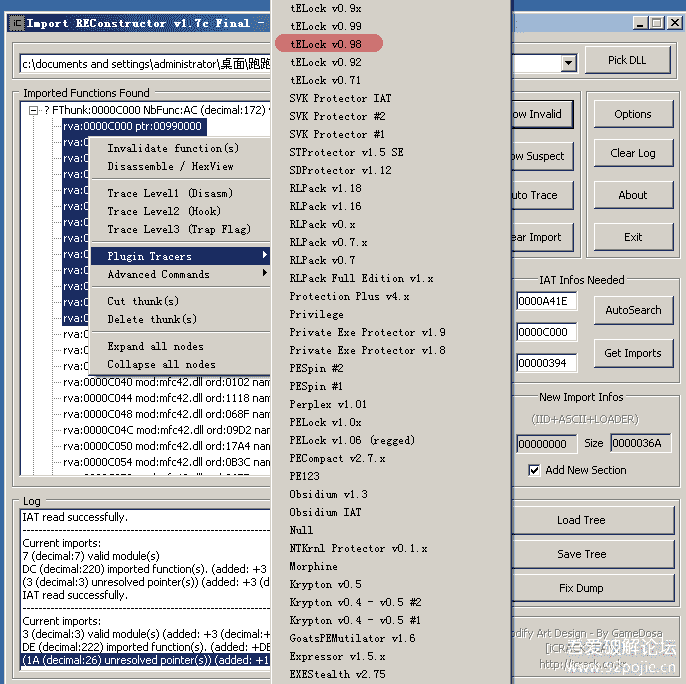 Import REConstructor v1.7c Final -
c:\documents and settings\administrator\桌面\跑跑
Pick DLL
Imported Functions Found
? FThunk:0000C000 NbFunc:AC (decimal:172)
rva:0000C000 ptr:00990000
Invalidate function(s)
Disassemble / HexView
Trace Level1 (Disasm)
Trace Level2 (Hook)
Trace Level3 (Trap Flag)
Plugin Tracers
Advanced Commands
Cut thunk(s)
Delete thunk(s)
Expand all nodes
Collapse all nodes
rva:0000C040 mod:mfc42.dll ord:0102 nam
rva:0000C044 mod:mfc42.dll ord:1118 nam
rva:0000C048 mod:mfc42.dll ord:068F nam
rva:0000C04C mod:mfc42.dll ord:09D2 nam
rva:0000C050 mod:mfc42.dll ord:17A4 nam
rva:0000C054 mod:mfc42.dll ord:0B3C nam
tELock v0.9x
tELock v0.99
tELock v0.98
tELock v0.92
tELock v0.71
SVK Protector IAT
SVK Protector #2
SVK Protector #1
STProtector v1.5 SE
SDProtector v1.12
RLPack v1.18
RLPack v1.16
RLPack v0.x
RLPack v0.7.x
RLPack v0.7
RLPack Full Edition v1.x
Protection Plus v4.x
Privilege
Private Exe Protector v1.9
Private Exe Protector v1.8
PESpin #2
PESpin #1
Perplex v1.01
PELock v1.0x
PELock v1.06 (regged)
PECompact v2.7.x
PE123
Obsidium v1.3
Obsidium IAT
Null
NTKrnl Protector v0.1.x
Morphine
Krypton v0.5
Krypton v0.4 - v0.5 #2
Krypton v0.4 - v0.5 #1
GoatsPEMutilator v1.6
Expressor v1.5.x
EXEStealth v2.75
ow Invalid
ow Suspect
uto Trace
ear Import
Options
Clear Log
About
Exit
IAT Infos Needed
0000A41E
0000C000
00000394
AutoSearch
Get Imports
New Import Infos
(IID+ASCII+LOADER)
00000000 Size 0000036A
Add New Section
Log
IAT read successfully.
Current imports:
7 (decimal:7) valid module(s)
DC (decimal:220) imported function(s). (added: +3
(3 (decimal:3) unresolved pointer(s)) (added: +3 (d
IAT read successfully.
Current imports:
3 (decimal:3) valid module(s) (added: +3 (decimal:+
DE (decimal:222) imported function(s). (added: +DE
(1A (decimal:26) unresolved pointer(s)) (added: +1
Load Tree
Save Tree
Fix Dump
odify Art Design - By GameDosa
吾爱破解论坛
www.52pojie.cn